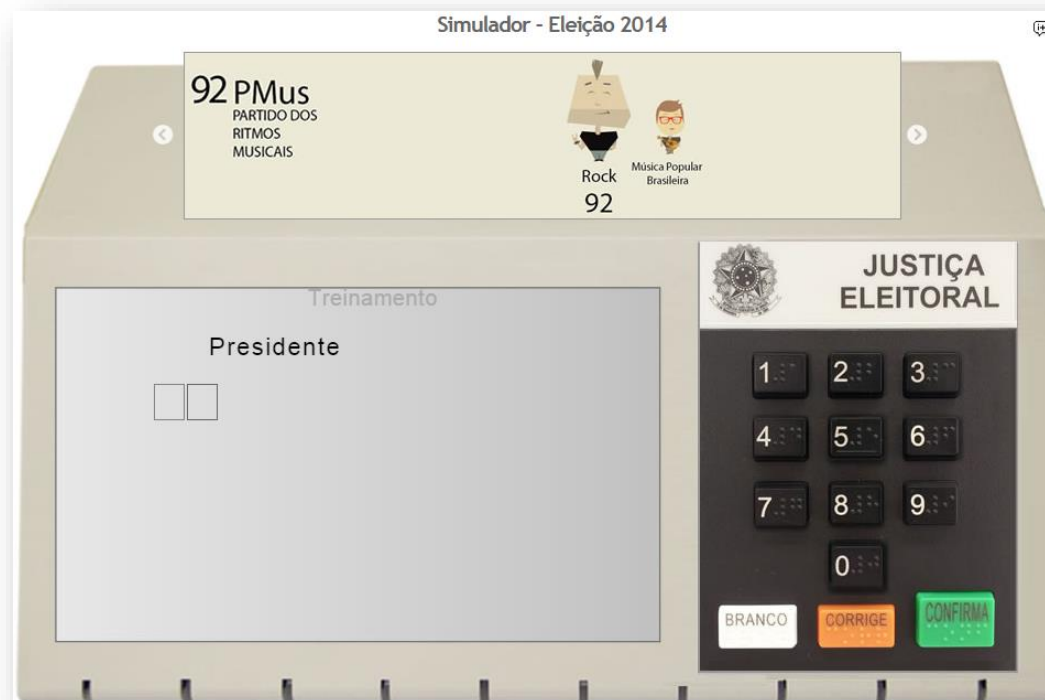 Simulador - Eleição 2014
92 PMus
PARTIDO DOS
RITMOS
MUSICAIS
Rock
92
Música Popular
Brasileira
Treinamento
Presidente
JUSTIÇA
ELEITORAL
1 2 3
4 5 6
7 8 9
0
BRANCO CORRIGE CONFIRMA